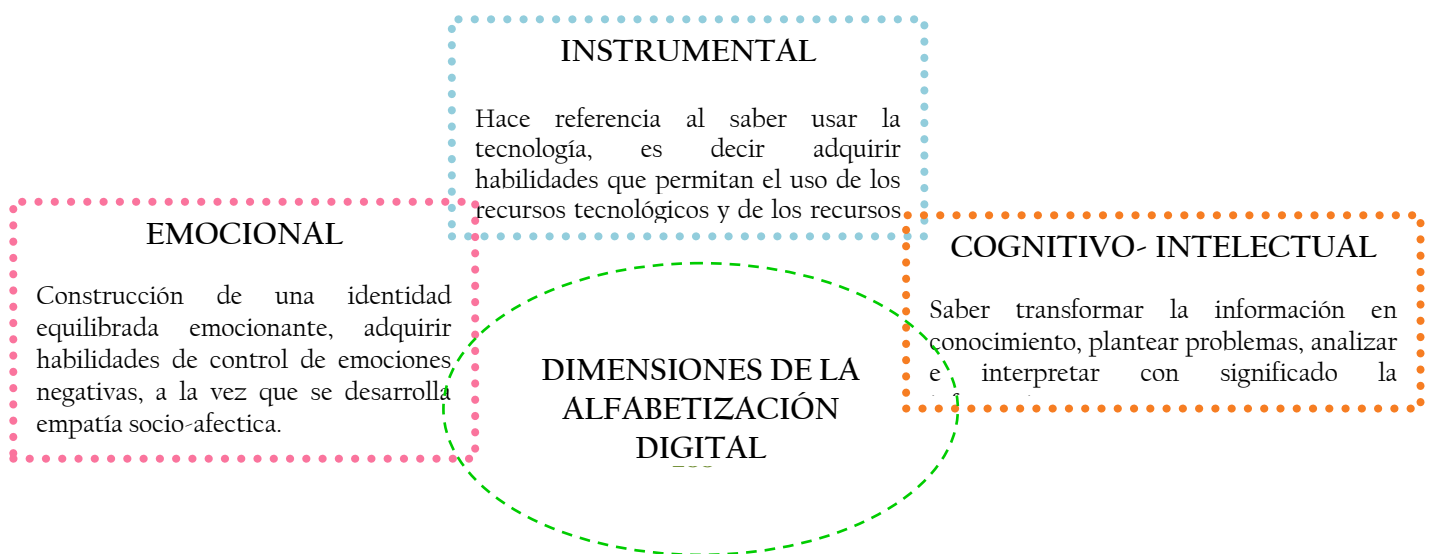 INSTRUMENTAL
Hace referencia al saber usar la
tecnología, es decir adquirir
habilidades que permitan el uso de los
recursos tecnológicos y de los recursos
EMOCIONAL
Construcción de una identidad
equilibrada emocionante, adquirir
habilidades de control de emociones
negativas, a la vez que se desarrolla
empatía socio-afectica.
COGNITIVO- INTELECTUAL
Saber transformar la información en
conocimiento, plantear problemas, analizar
e interpretar con significado la
DIMENSIONES DE LA
ALFABETIZACIÓN
DIGITAL